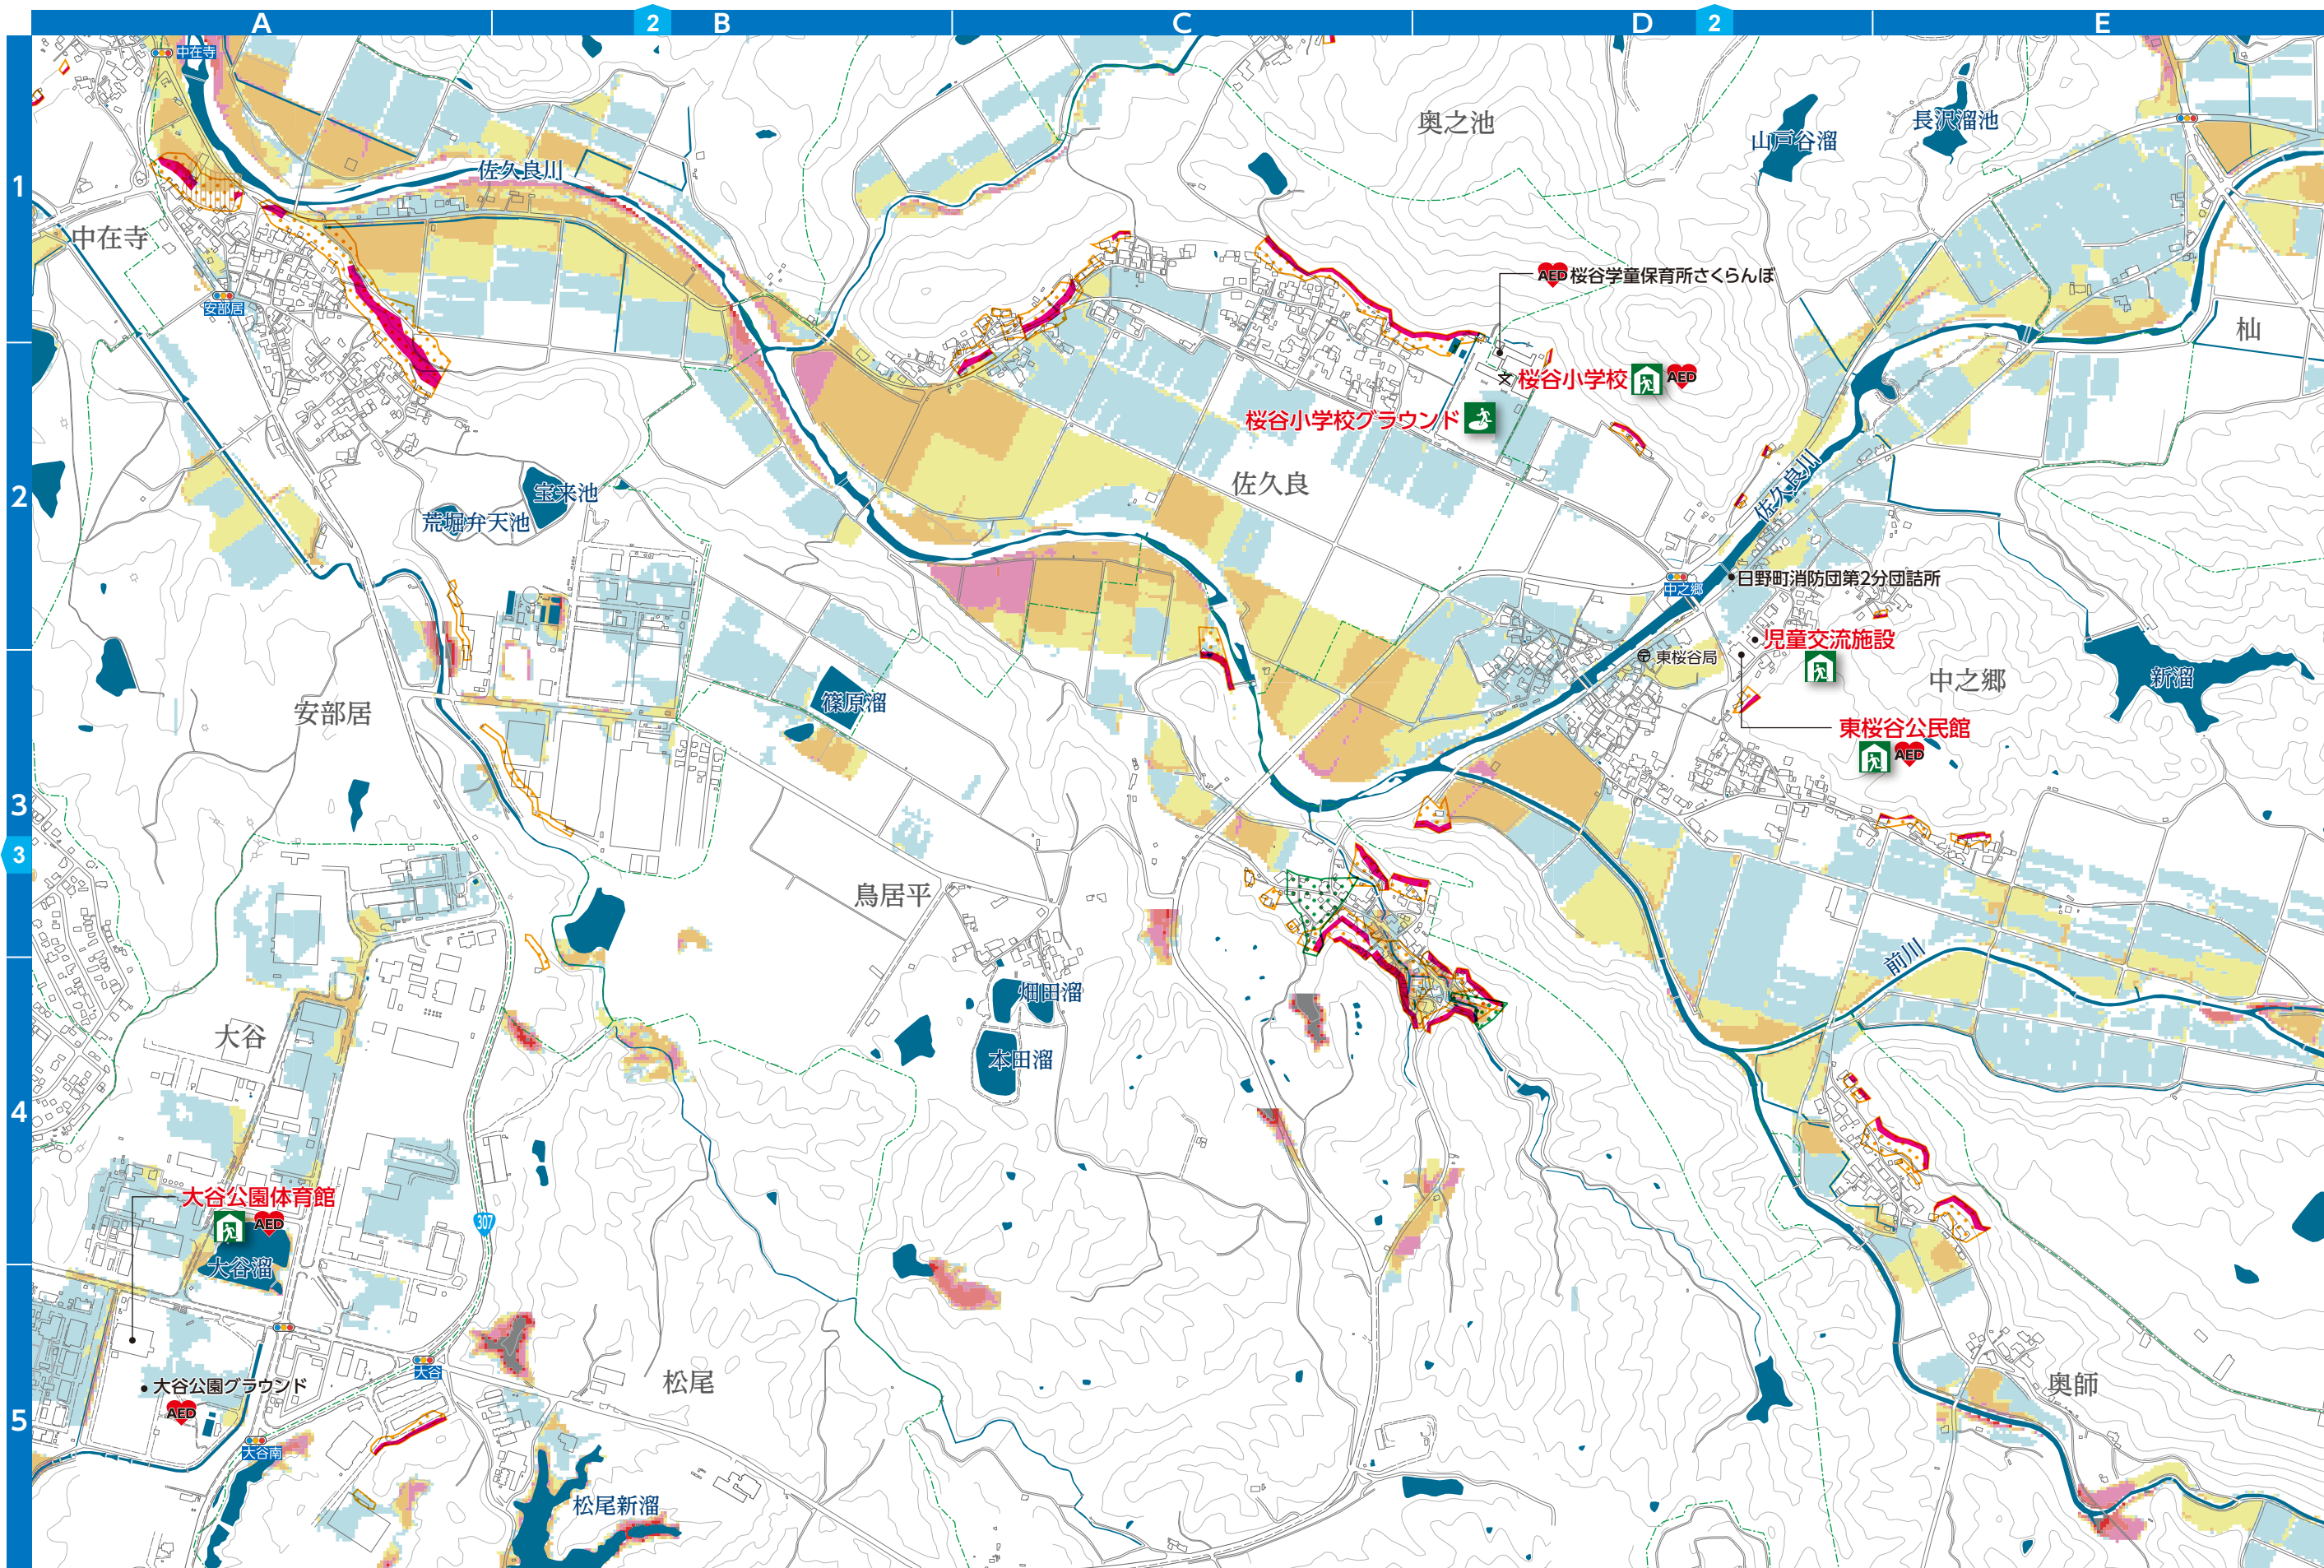 A
2
B
C
D
2
E
中在寺
奥之池
長沢溜池
山戸谷溜
佐久良川
1
中在寺
AED 桜谷学童保育所さくらんぼ
安部居
杣
桜谷小学校 AED
桜谷小学校グラウンド
佐久良
2
宝来池
荒堀弁天池
佐久良川
日野町消防団第2分団詰所
中之郷
児童交流施設
東桜谷局
中之郷
新溜
篠原溜
安部居
東桜谷公民館
AED
3
3
鳥居平
前川
畑田溜
大谷
本田溜
4
大谷公園体育館
AED
307
大谷溜
大谷
松尾
大谷公園グラウンド
AED
奥師
5
大谷南
松尾新溜